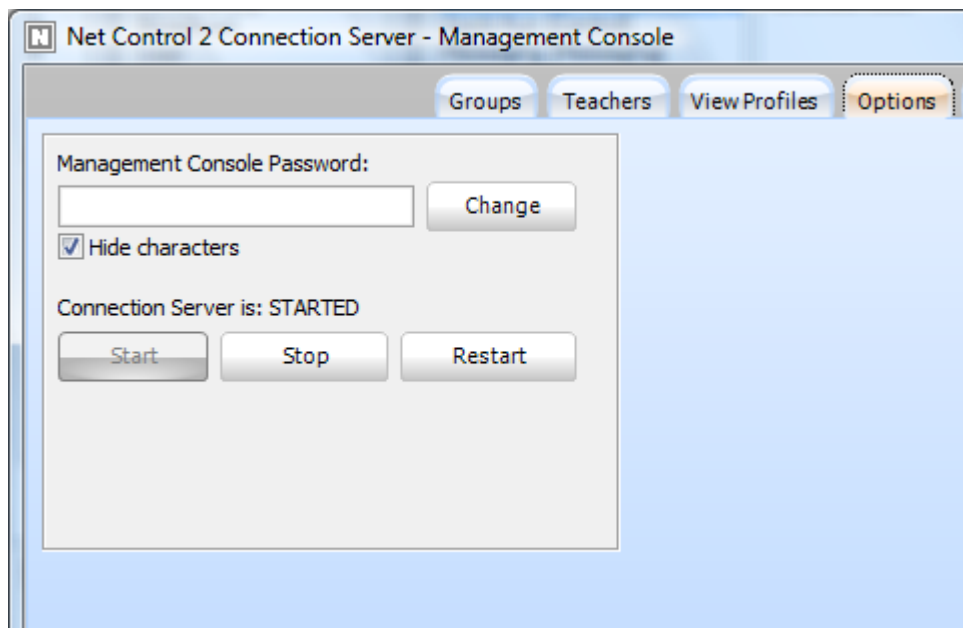 Net Control 2 Connection Server - Management Console
Groups Teachers View Profiles Options
Management Console Password:
Change
Hide characters
Connection Server is: STARTED
Start Stop Restart